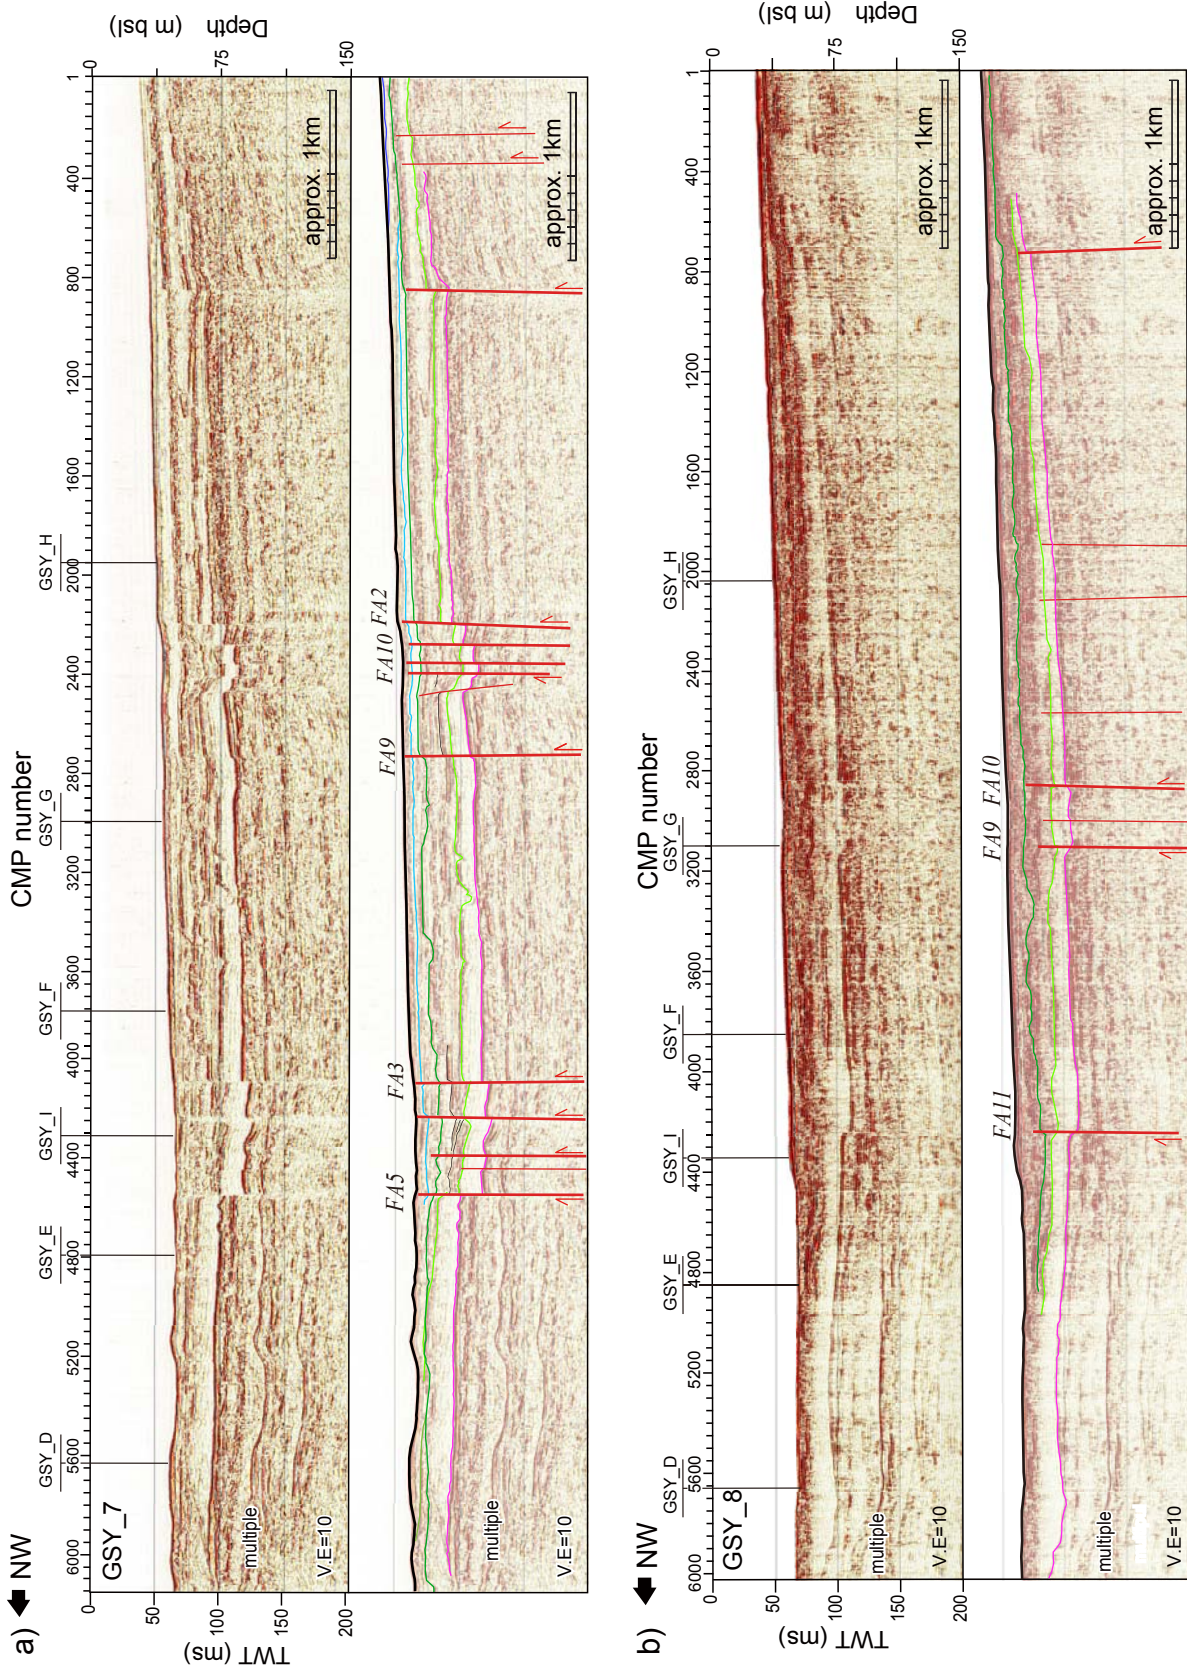 a)
NW
CMP number
GSY_D
GSY_E
GSY_I
GSY_F
GSY_G
GSY_H
6000 5600 5200 4800 4400 4000 3600 3200 2800 2400 2000 1600 1200 800 400 1
GSY_7
0
50
100
150
200
TWT (ms)
0
75
150
Depth
(m bsl)
multiple
V.E=10
approx. 1km
FA5
FA3
FA9
FA10
FA2
multiple
V.E=10
approx. 1km
b)
NW
CMP number
GSY_D
GSY_E
GSY_I
GSY_F
GSY_G
GSY_H
6000 5600 5200 4800 4400 4000 3600 3200 2800 2400 2000 1600 1200 800 400 1
GSY_8
0
50
100
150
200
TWT (ms)
0
75
150
Depth
(m bsl)
multiple
V.E=10
approx. 1km
FA11
FA9
FA10
multiple
V.E=10
approx. 1km